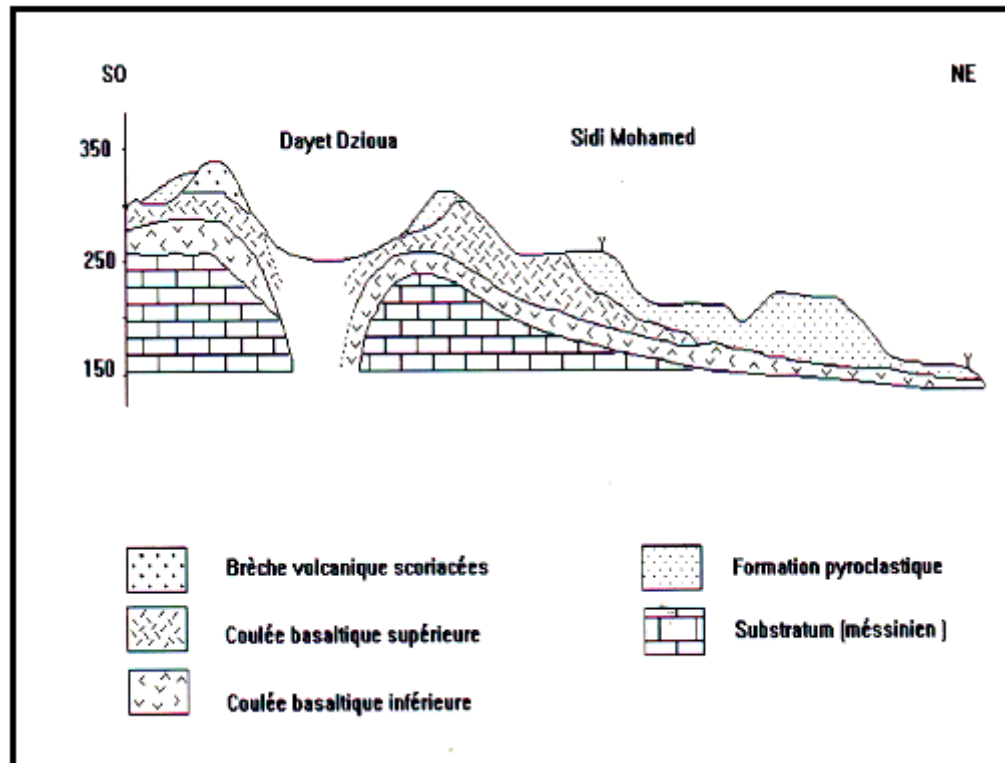 SO NE
Dayet Dzioua Sidi Mohamed
350
250
150
Brèche volcanique scoriacées
Coulée basaltique supérieure
Coulée basaltique inférieure
Formation pyroclastique
Substratum (méssinien )